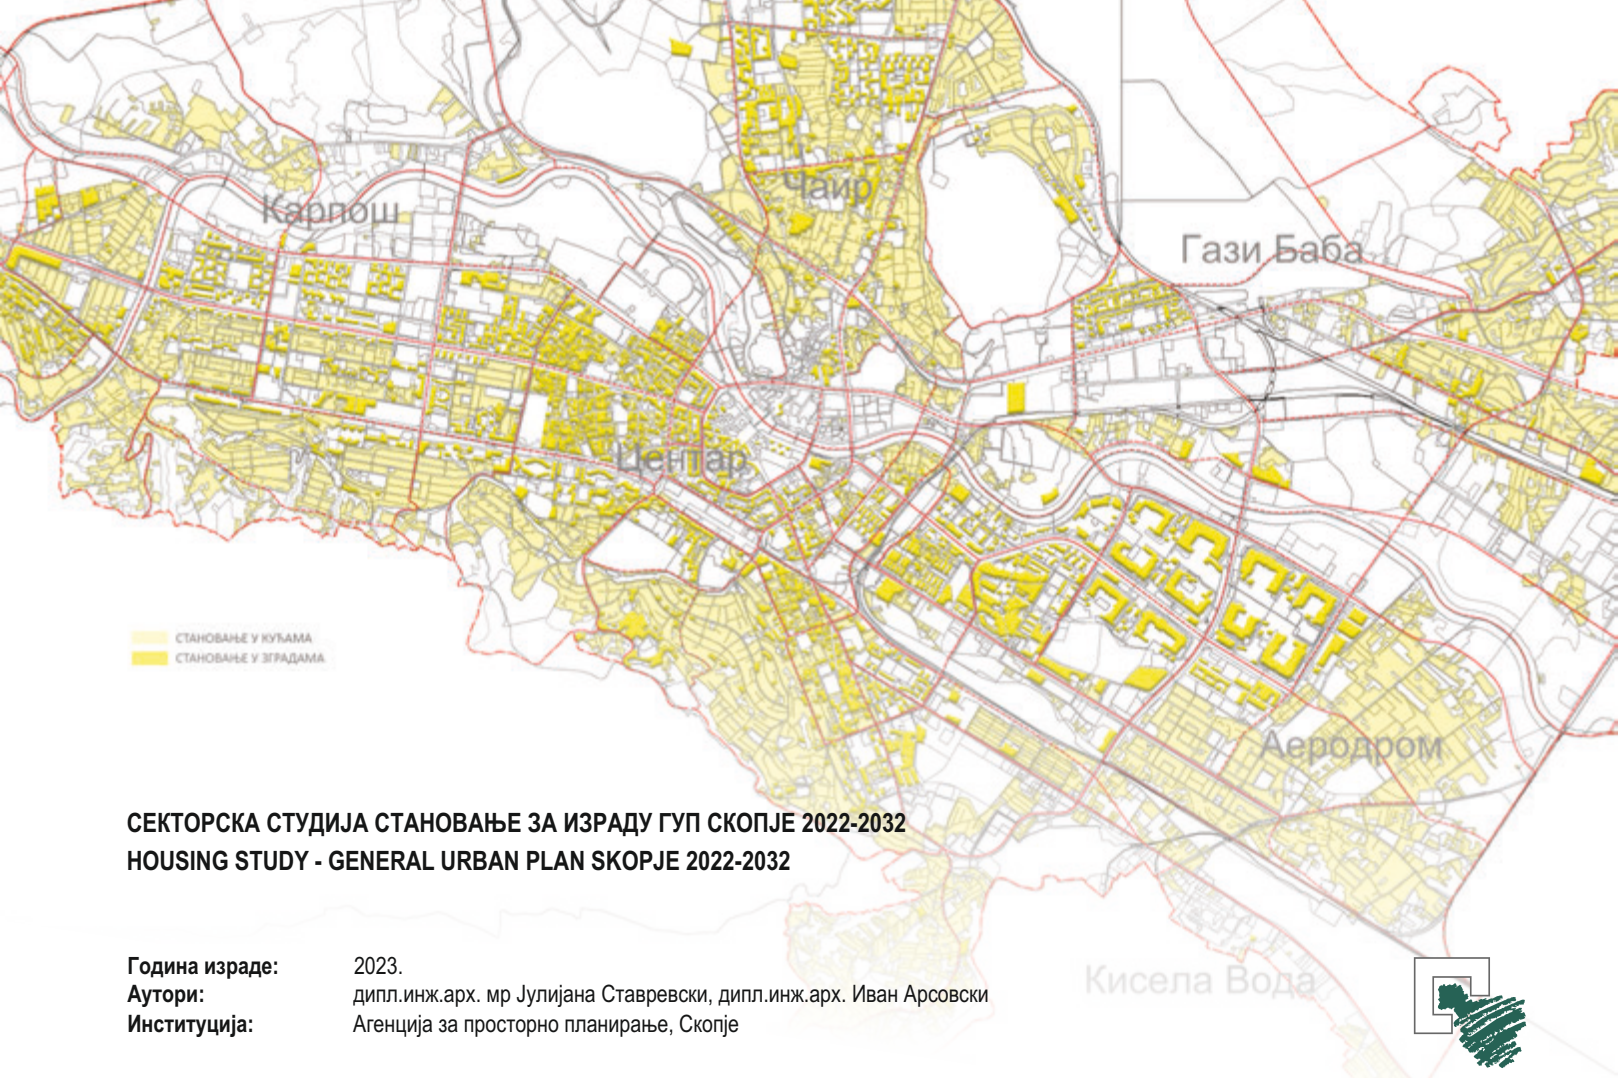 Чаир
Карпош
Гази Баба
Центар
СТАНОВАЊЕ У КУЋАМА
СТАНОВАЊЕ У ЗГРАДАМА
Аеродром
СЕКТОРСКА СТУДИЈА СТАНОВАЊЕ ЗА ИЗРАДУ ГУП СКОПЈЕ 2022-2032
HOUSING STUDY - GENERAL URBAN PLAN SKOPJE 2022-2032
Кисела Вода
Година израде: 2023.
Аутори: дипл.инж.арх. мр Јулијана Ставревски, дипл.инж.арх. Иван Арсовски
Институција: Агенција за просторно планирање, Скопје